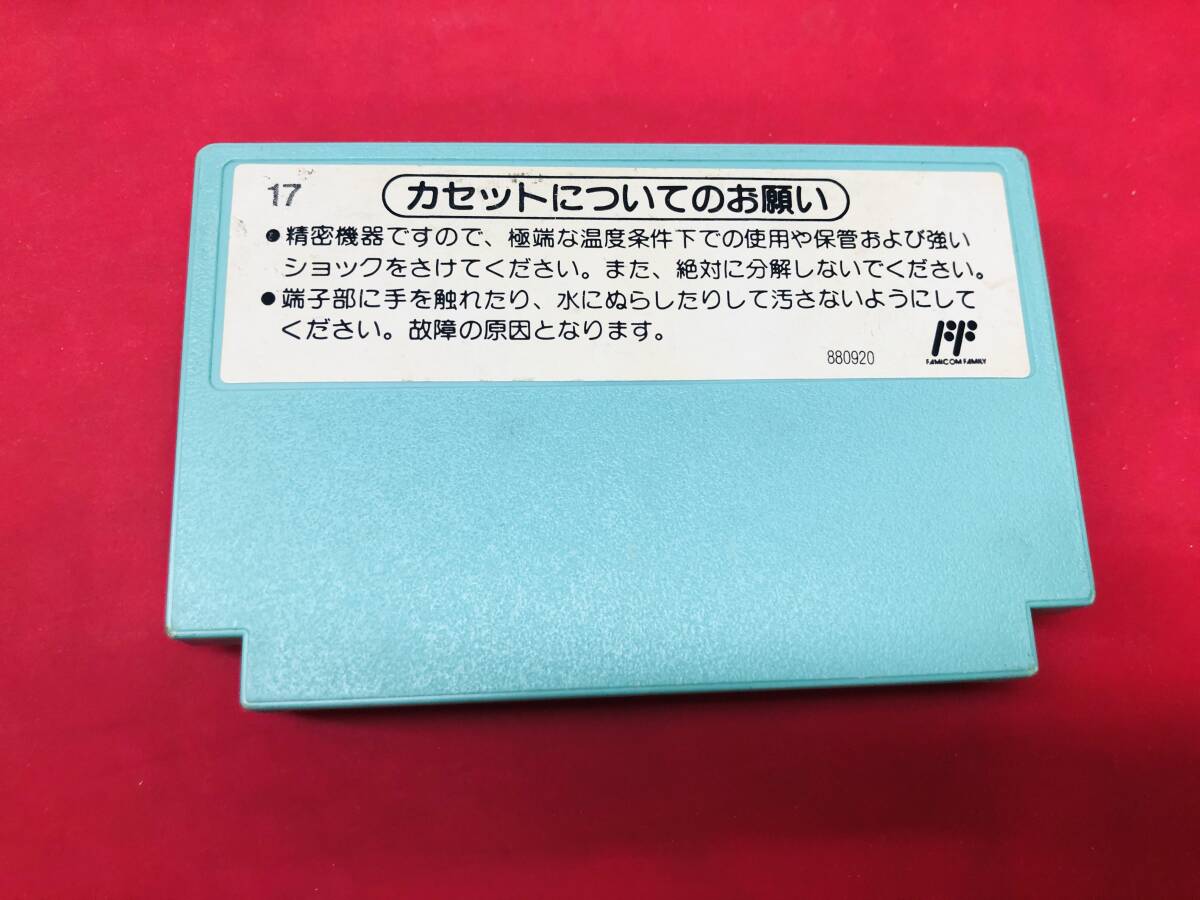 17
カセットについてのお願い
●精密機器ですので、極端な温度条件下での使用や保管および強い
ショックをさけてください。また、絶対に分解しないでください。
●端子部に手を触れたり、水にぬらしたりして汚さないようにして
ください。故障の原因となります。
880920
FAMICOM FAMILY